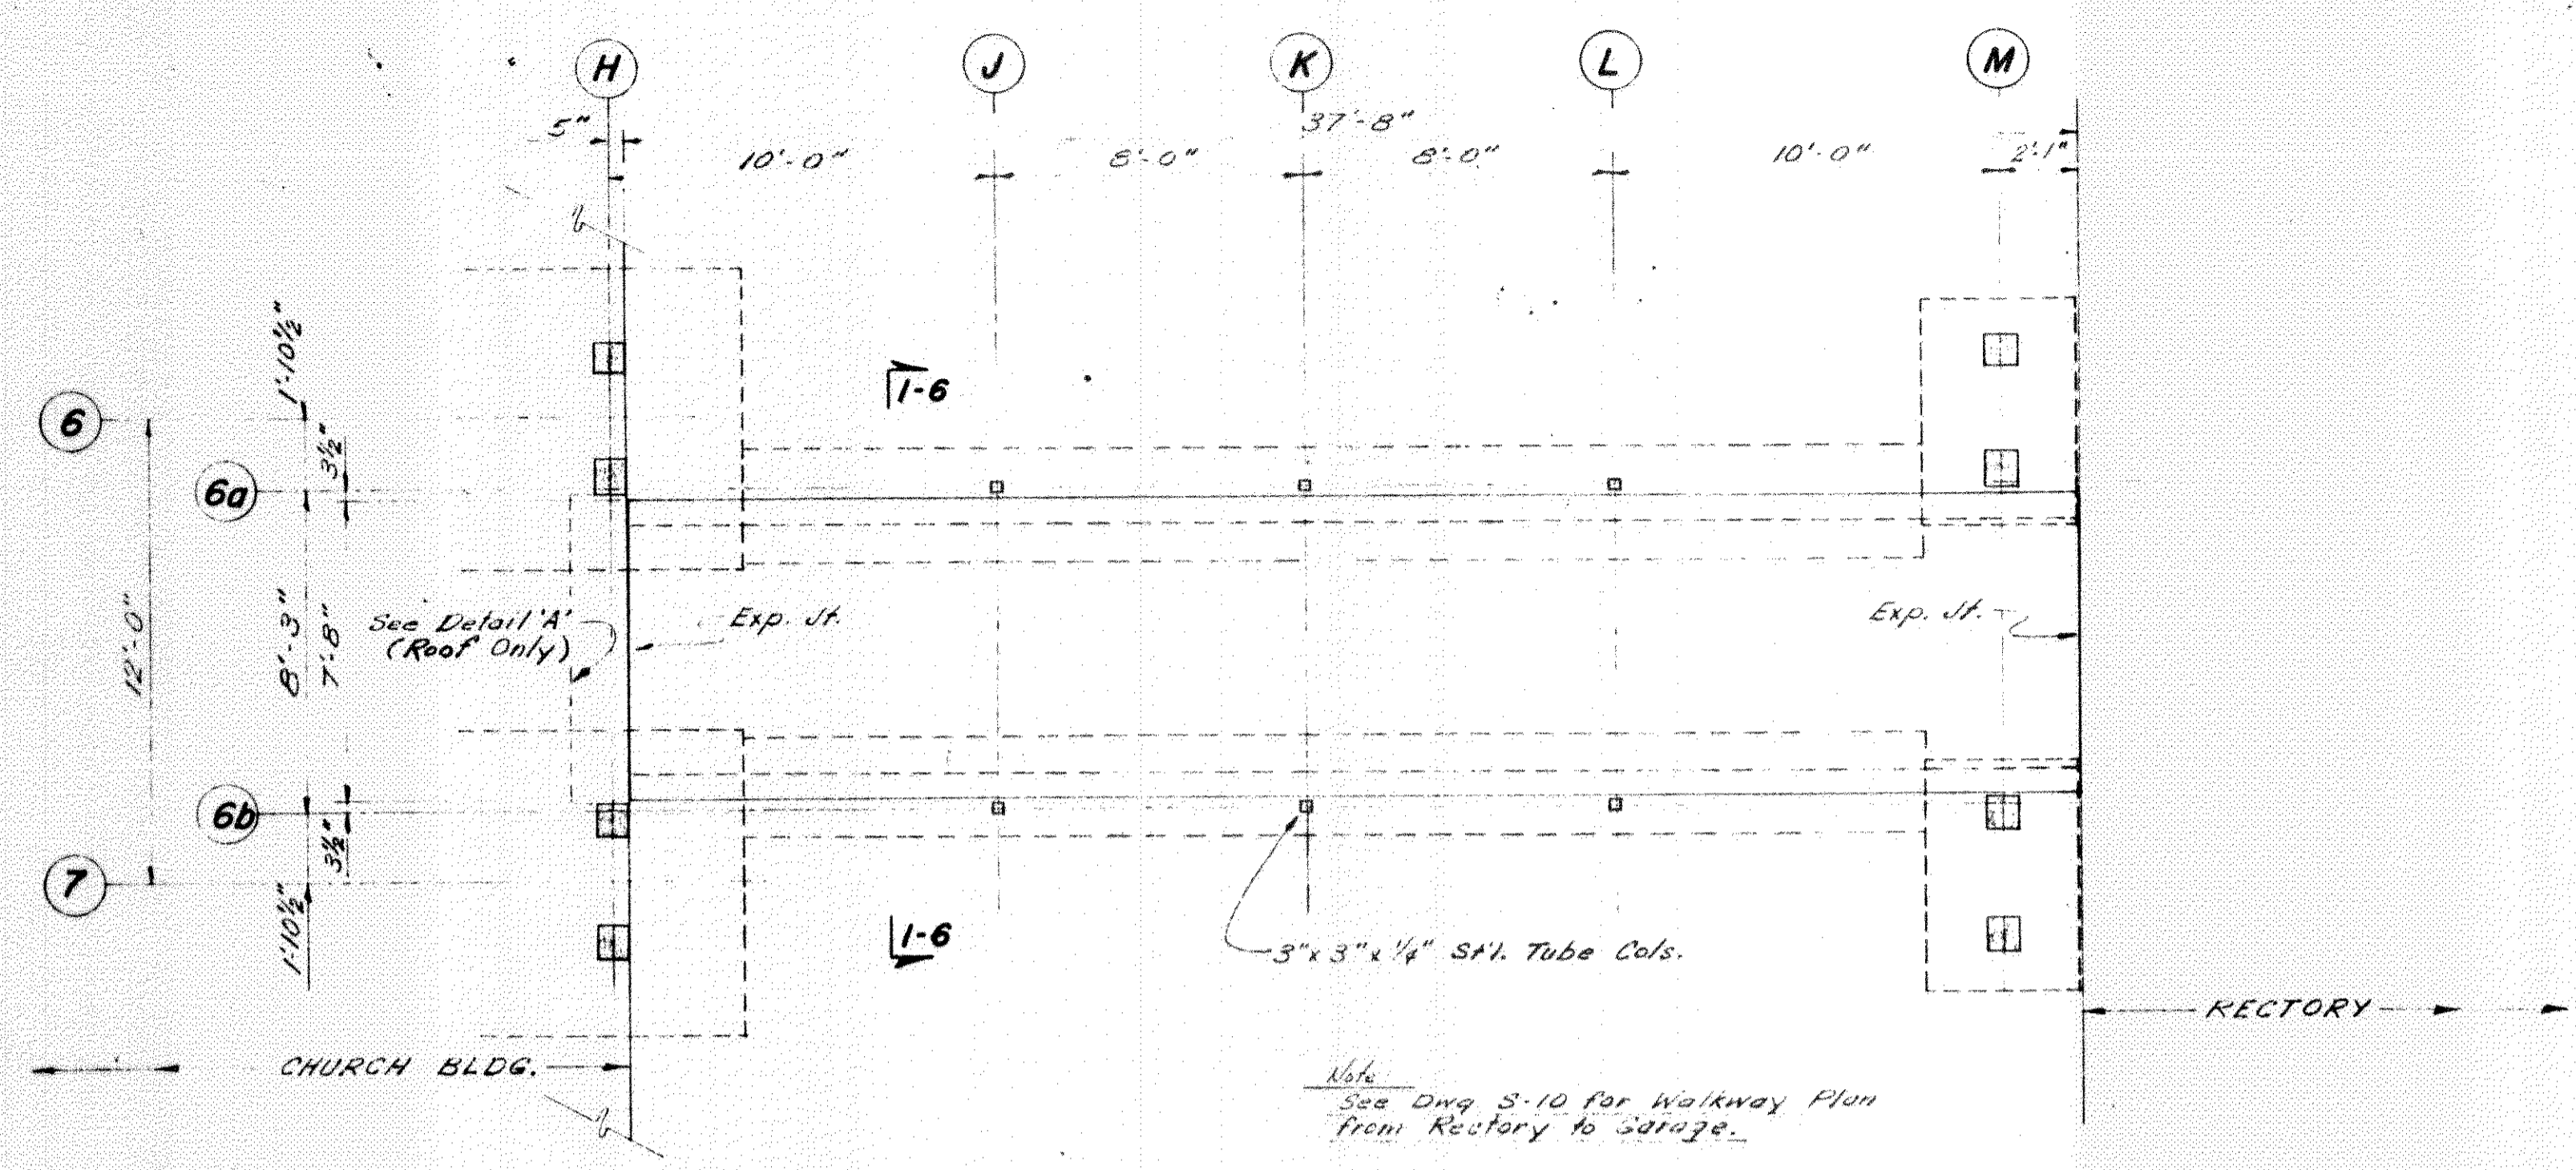 H J K L M
5" 37'-8"
10'-0" 8'-0" 8'-0" 10'-0" 2'-1"
1'-10½"
1-6
6
3½"
6a
8'-3"
7'-8"
12'-0"
See Detail 'A'
(Roof Only)
Exp. Jt.
Exp. Jt.
6b
3½"
7
1'10½"
1-6
3"x 3"x ¼" St'l. Tube Cols.
RECTORY
CHURCH BLDG.
Note
See Dwg S-10 for Walkway Plan
from Rectory to Garage.